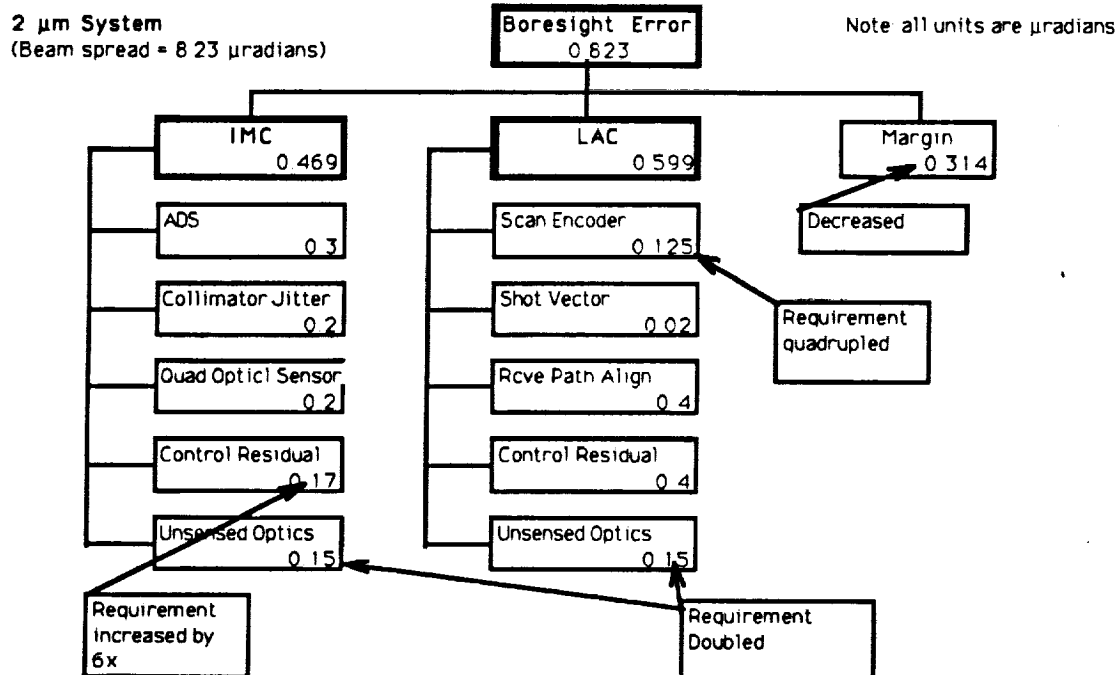 2 μm System
(Beam spread = 8 23 μradians)
Note all units are μradians
Boresight Error
0 823
IMC
0.469
LAC
0 599
Margin
0 314
Decreased
ADS
0 3
Collimator Jitter
0 2
Quad Opticl Sensor
0 2
Control Residual
0 17
Unsensed Optics
0 15
Scan Encoder
0 125
Shot Vector
0 02
Rcve Path Align
0 4
Control Residual
0 4
Unsensed Optics
0 15
Requirement
quadrupled
Requirement
increased by
6x
Requirement
Doubled